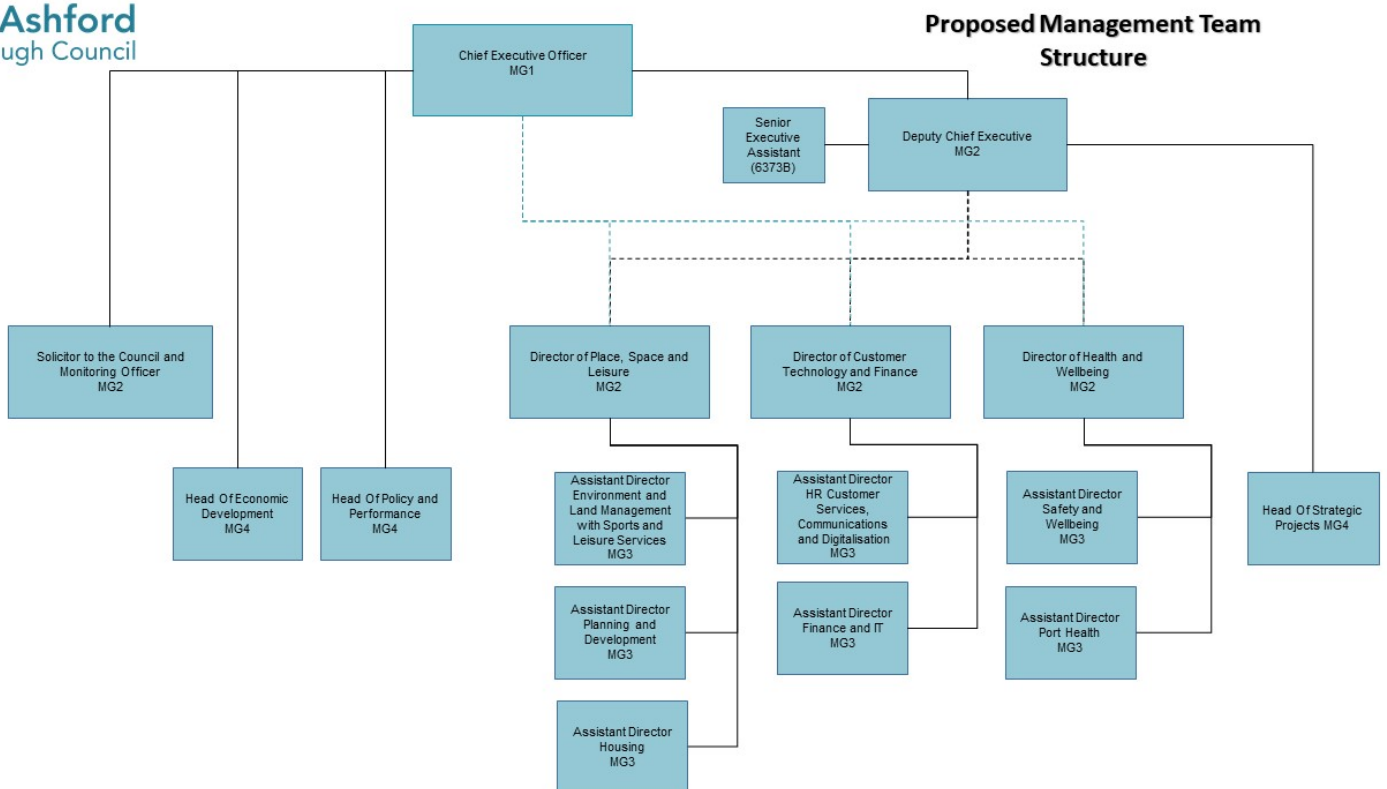 Ashford
ugh Council
Proposed Management Team
Structure
Chief Executive Officer
MG1
Senior
Executive
Assistant
(6373B)
Deputy Chief Executive
MG2
Solicitor to the Council and
Monitoring Officer
MG2
Director of Place, Space and
Leisure
MG2
Director of Customer
Technology and Finance
MG2
Director of Health and
Wellbeing
MG2
Head Of Economic
Development
MG4
Head Of Policy and
Performance
MG4
Assistant Director
Environment and
Land Management
with Sports and
Leisure Services
MG3
Assistant Director
HR Customer
Services,
Communications
and Digitalisation
MG3
Assistant Director
Safety and
Wellbeing
MG3
Head Of Strategic
Projects MG4
Assistant Director
Planning and
Development
MG3
Assistant Director
Finance and IT
MG3
Assistant Director
Port Health
MG3
Assistant Director
Housing
MG3